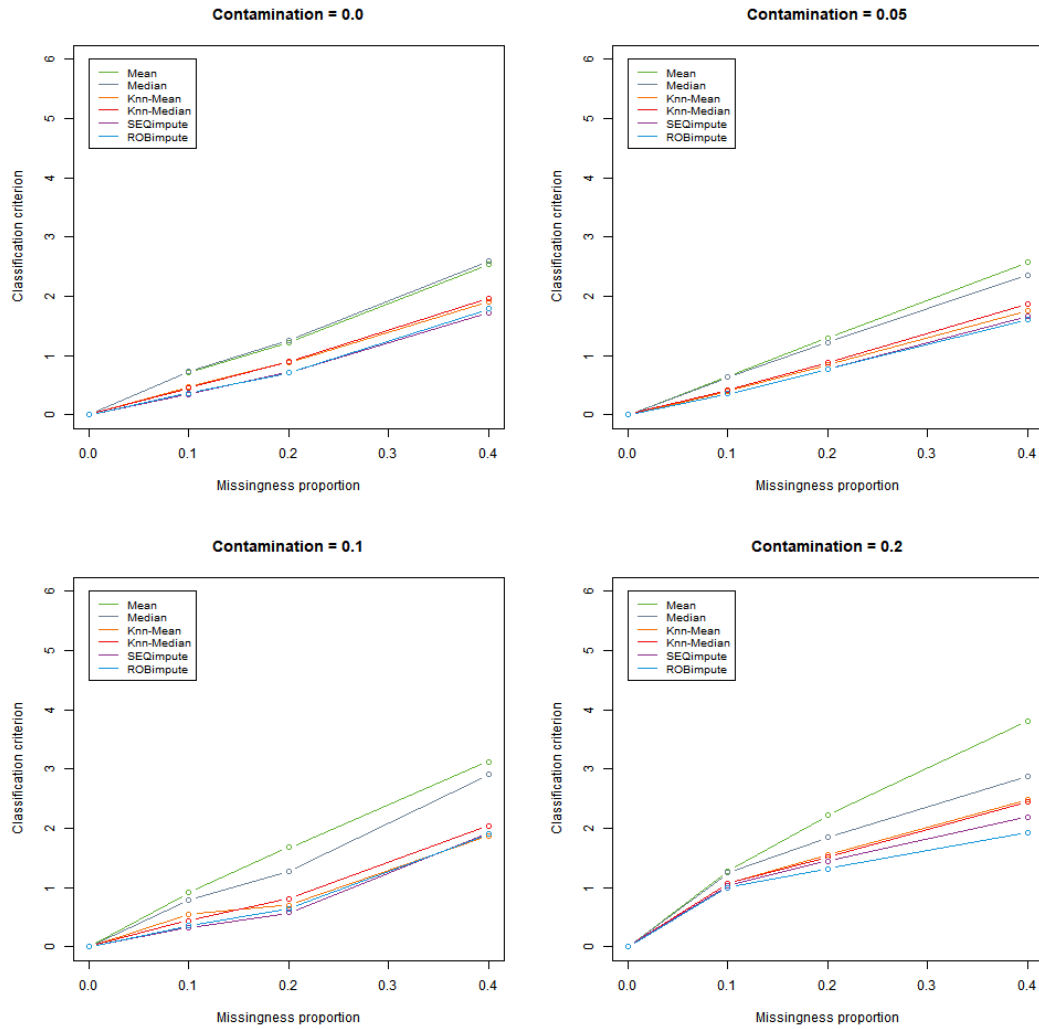 Contamination = 0.0
6
5
4
3
2
1
0
Classification criterion
Mean
Median
Knn-Mean
Knn-Median
SEQimpute
ROBimpute
0.0 0.1 0.2 0.3 0.4
Missingness proportion
Contamination = 0.05
6
5
4
3
2
1
0
Classification criterion
Mean
Median
Knn-Mean
Knn-Median
SEQimpute
ROBimpute
0.0 0.1 0.2 0.3 0.4
Missingness proportion
Contamination = 0.1
6
5
4
3
2
1
0
Classification criterion
Mean
Median
Knn-Mean
Knn-Median
SEQimpute
ROBimpute
0.0 0.1 0.2 0.3 0.4
Missingness proportion
Contamination = 0.2
6
5
4
3
2
1
0
Classification criterion
Mean
Median
Knn-Mean
Knn-Median
SEQimpute
ROBimpute
0.0 0.1 0.2 0.3 0.4
Missingness proportion